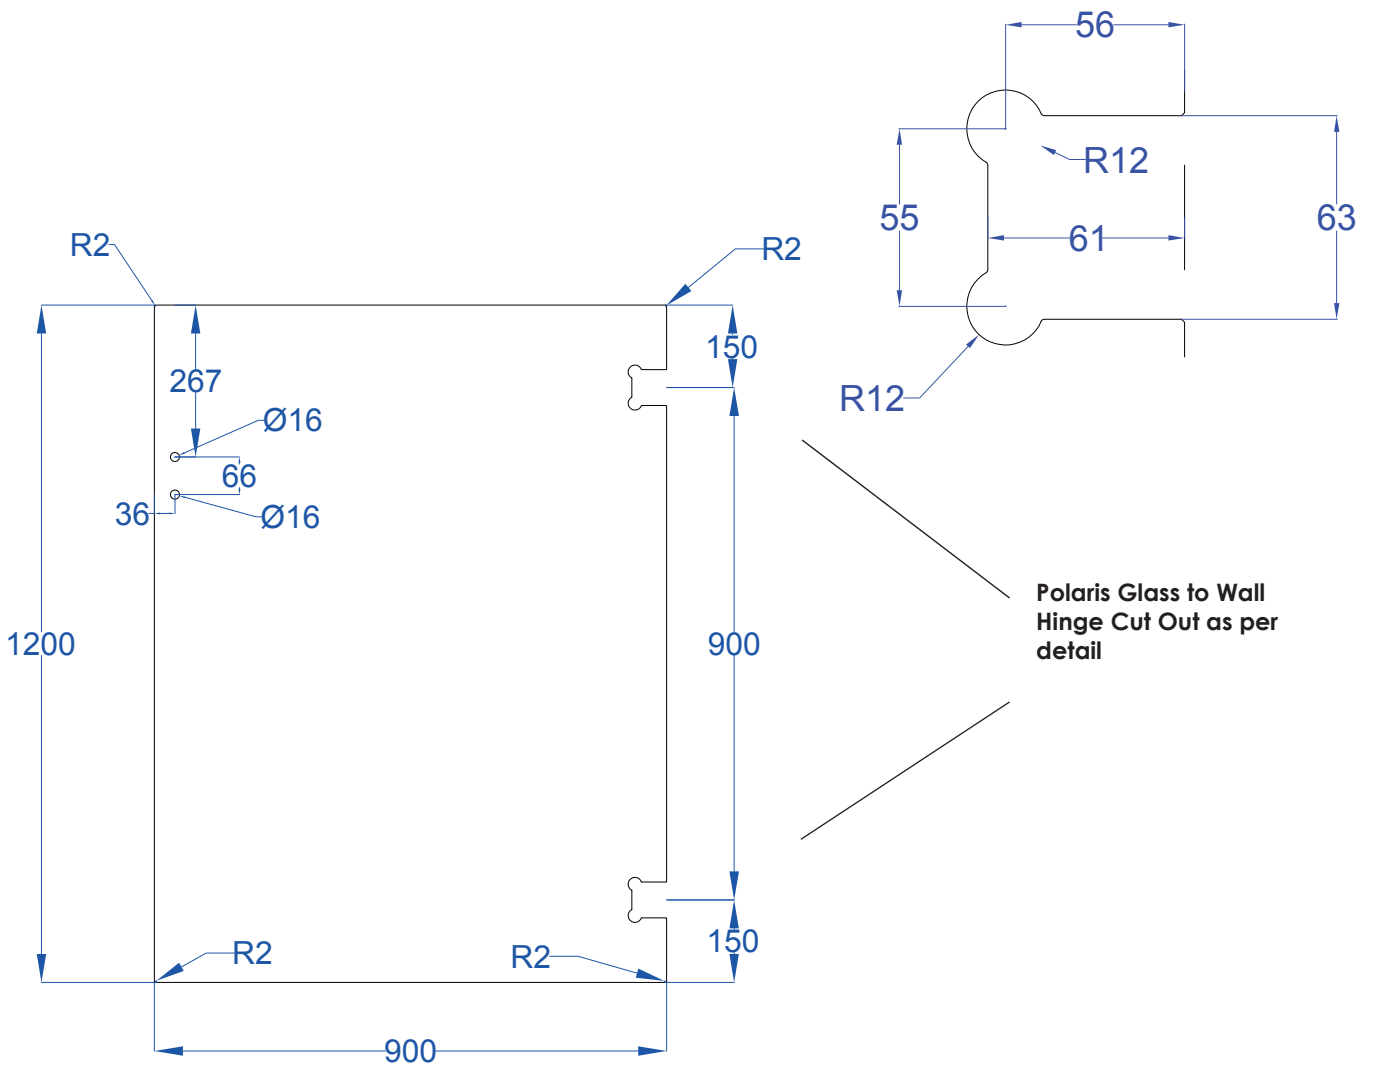 56
R12
55
61
63
R12
R2
R2
150
267
Ø16
66
36
Ø16
1200
900
Polaris Glass to Wall
Hinge Cut Out as per
detail
R2
R2
150
900